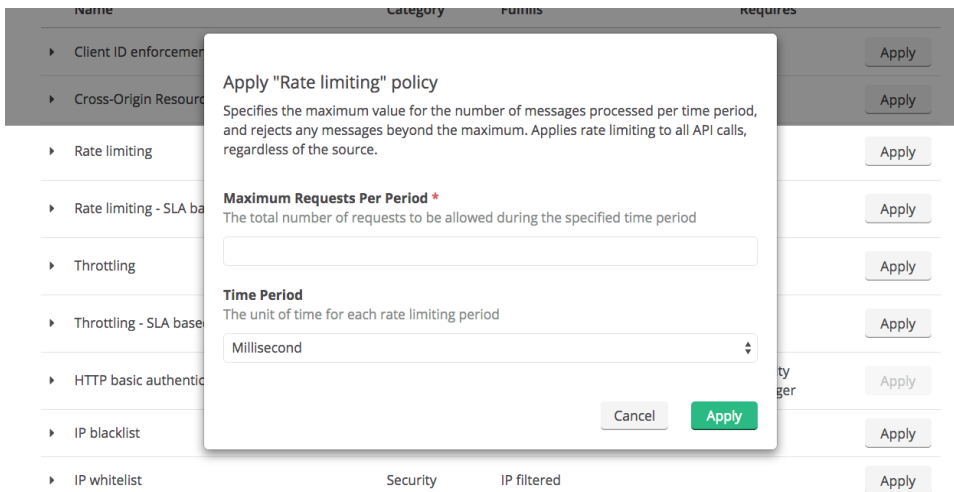 Name Category Fulfills Requires
Client ID enforcemen Apply
Cross-Origin Resourc Apply
Apply "Rate limiting" policy
Specifies the maximum value for the number of messages processed per time period,
and rejects any messages beyond the maximum. Applies rate limiting to all API calls,
regardless of the source.
Rate limiting Apply
Maximum Requests Per Period *
The total number of requests to be allowed during the specified time period
Rate limiting - SLA ba Apply
Throttling Apply
Time Period
The unit of time for each rate limiting period
Throttling - SLA base Apply
Millisecond
HTTP basic authentic ty
ger Apply
Cancel Apply
IP blacklist Apply
IP whitelist Security IP filtered Apply